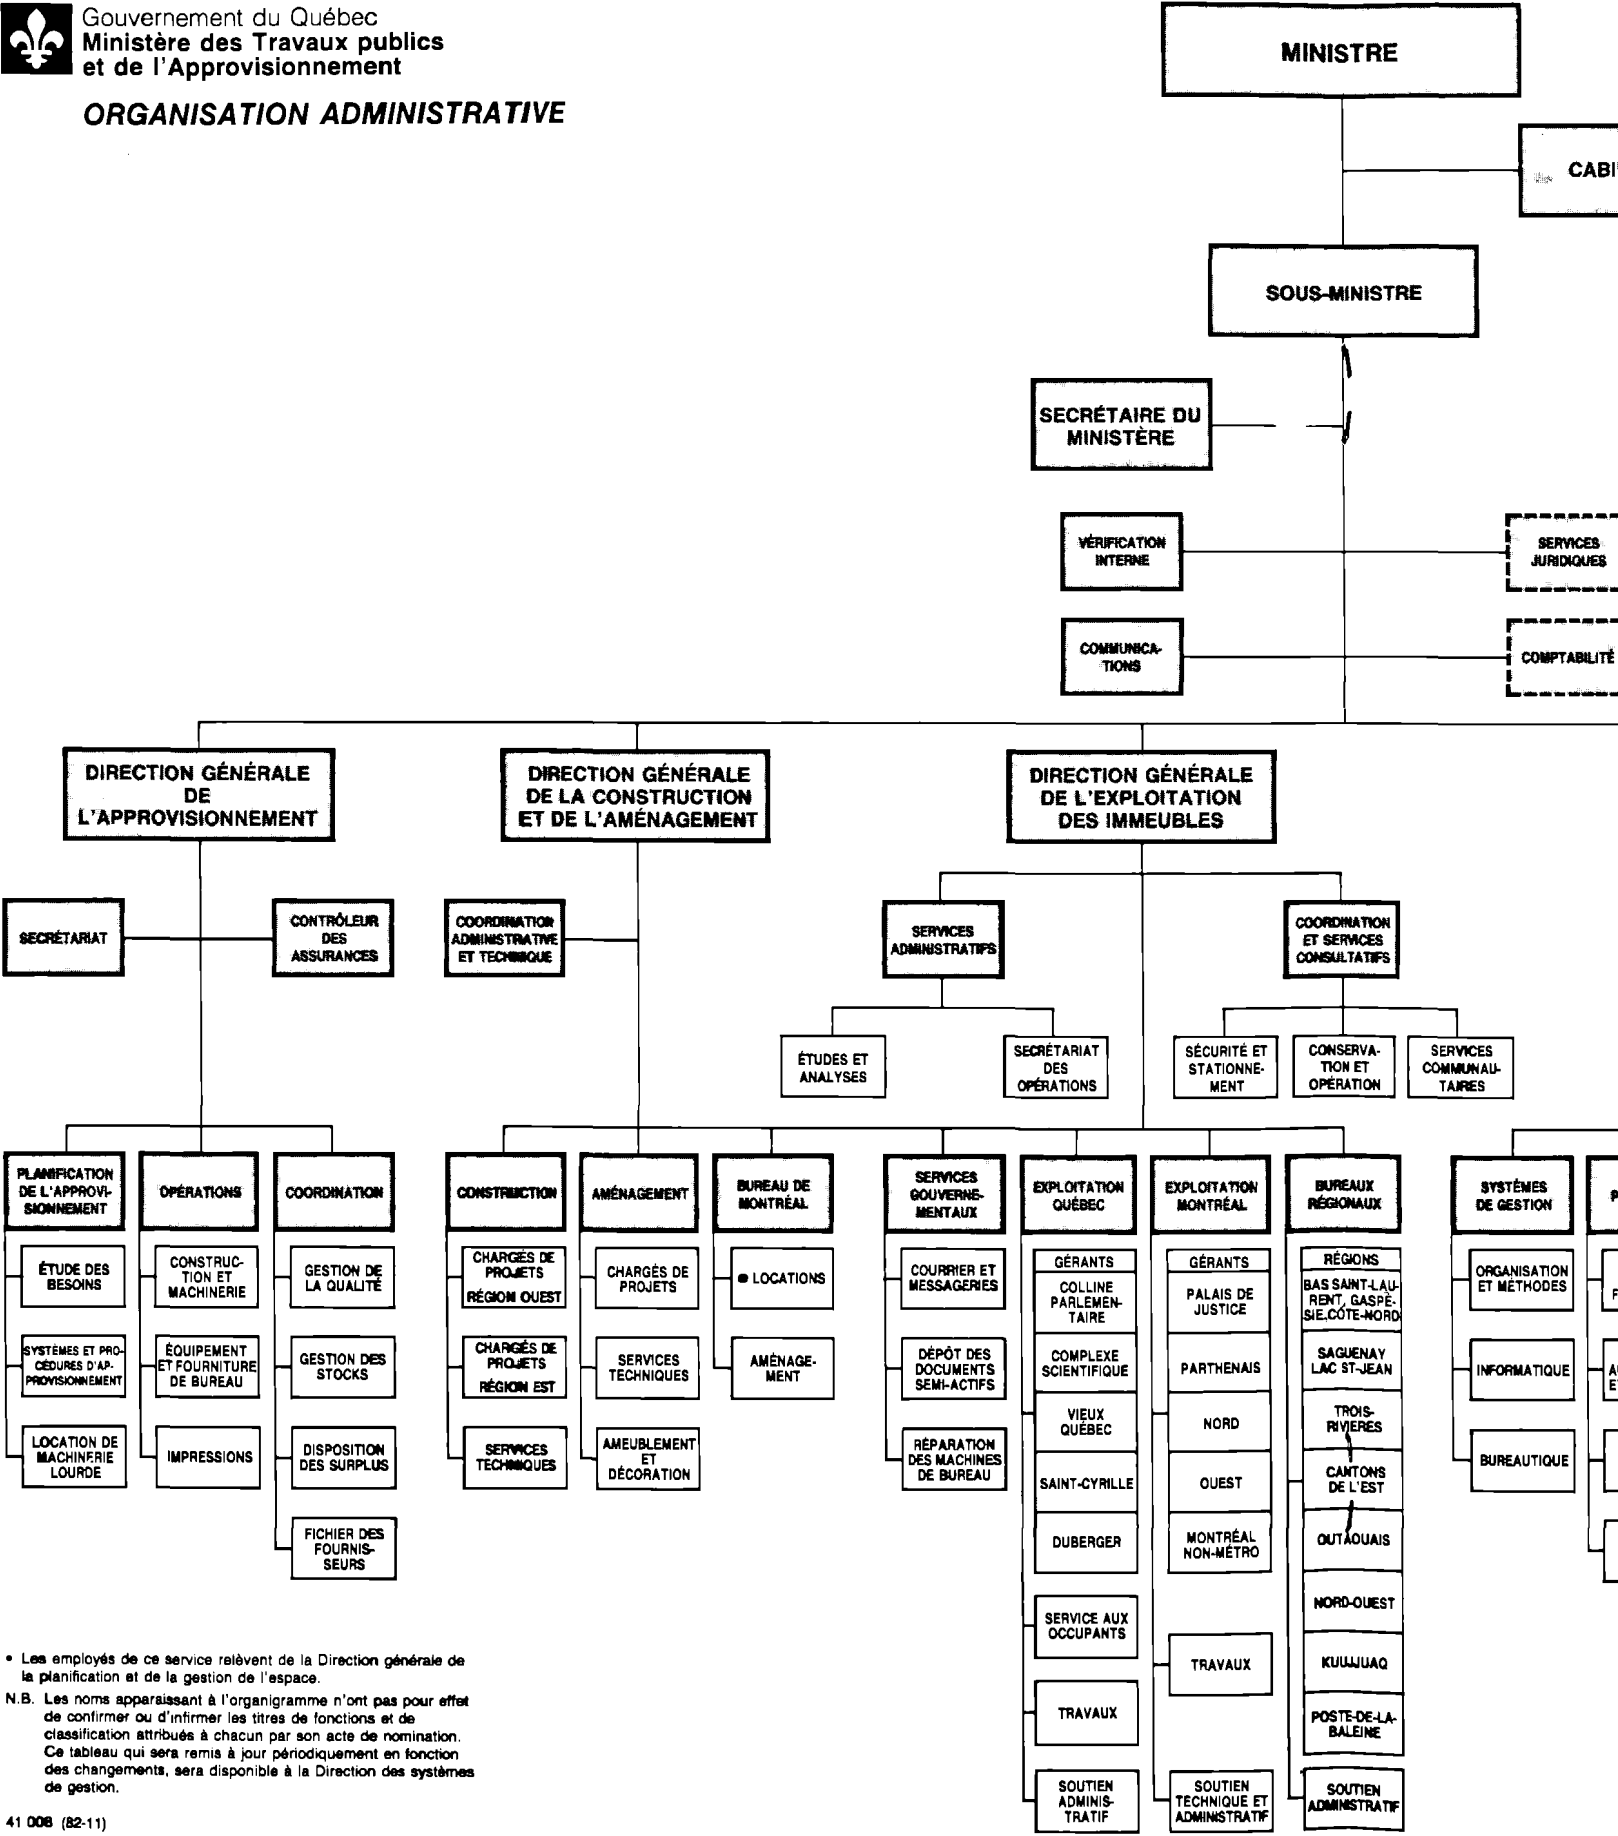 Gouvernement du Québec
Ministère des Travaux publics
et de l'Approvisionnement
ORGANISATION ADMINISTRATIVE
MINISTRE
CABI
SOUS-MINISTRE
SECRÉTAIRE DU
MINISTÈRE
VÉRIFICATION
INTERNE
SERVICES
JURIDIQUES
COMMUNICA-
TIONS
COMPTABILITÉ
DIRECTION GÉNÉRALE
DE
L'APPROVISIONNEMENT
DIRECTION GÉNÉRALE
DE LA CONSTRUCTION
ET DE L'AMÉNAGEMENT
DIRECTION GÉNÉRALE
DE L'EXPLOITATION
DES IMMEUBLES
SECRÉTARIAT
CONTRÔLEUR
DES
ASSURANCES
COORDINATION
ADMINISTRATIVE
ET TECHNIQUE
SERVICES
ADMINISTRATIFS
COORDINATION
ET SERVICES
CONSULTATIFS
ÉTUDES ET
ANALYSES
SECRÉTARIAT
DES
OPÉRATIONS
SÉCURITÉ ET
STATIONNE-
MENT
CONSERVA-
TION ET
OPÉRATION
SERVICES
COMMUNAU-
TAIRES
PLANIFICATION
DE L'APPROVI-
SIONNEMENT
ÉTUDE DES
BESOINS
SYSTÈMES ET PRO-
CÉDURES D'AP-
PROVISIONNEMENT
LOCATION DE
MACHINERIE
LOURDE
OPÉRATIONS
CONSTRUC-
TION ET
MACHINERIE
ÉQUIPEMENT
ET FOURNITURE
DE BUREAU
IMPRESSIONS
COORDINATION
GESTION DE
LA QUALITÉ
GESTION DES
STOCKS
DISPOSITION
DES SURPLUS
FICHIER DES
FOURNIS-
SEURS
CONSTRUCTION
CHARGÉS DE
PROJETS
RÉGION OUEST
CHARGÉS DE
PROJETS
RÉGION EST
SERVICES
TECHNIQUES
AMÉNAGEMENT
CHARGÉS DE
PROJETS
SERVICES
TECHNIQUES
AMEUBLEMENT
ET
DÉCORATION
BUREAU DE
MONTRÉAL
• LOCATIONS
AMÉNAGE-
MENT
SERVICES
GOUVERNE-
MENTAUX
COURRIER ET
MESSAGERIES
DÉPÔT DES
DOCUMENTS
SEMI-ACTIFS
RÉPARATION
DES MACHINES
DE BUREAU
EXPLOITATION
QUÉBEC
GÉRANTS
COLLINE
PARLEMEN-
TAIRE
COMPLEXE
SCIENTIFIQUE
VIEUX
QUÉBEC
SAINT-CYRILLE
DUBERGER
SERVICE AUX
OCCUPANTS
TRAVAUX
SOUTIEN
ADMINIS-
TRATIF
EXPLOITATION
MONTRÉAL
GÉRANTS
PALAIS DE
JUSTICE
PARTHENAIS
NORD
OUEST
MONTRÉAL
NON-MÉTRO
TRAVAUX
SOUTIEN
TECHNIQUE ET
ADMINISTRATIF
BUREAUX
RÉGIONAUX
RÉGIONS
BAS SAINT-LAU-
RENT, GASPÉ-
SIE, CÔTE-NORD
SAGUENAY
LAC ST-JEAN
TROIS-
RIVIERES
CANTONS
DE L'EST
OUTAOUAIS
NORD-OUEST
KUUJJUAQ
POSTE-DE-LA-
BALEINE
SOUTIEN
ADMINISTRATIF
SYSTÈMES
DE GESTION
ORGANISATION
ET MÉTHODES
INFORMATIQUE
BUREAUTIQUE
P
F
A
E
• Les employés de ce service relèvent de la Direction générale de
la planification et de la gestion de l'espace.
N.B. Les noms apparaissant à l'organigramme n'ont pas pour effet
de confirmer ou d'infirmer les titres de fonctions et de
classification attribués à chacun par son acte de nomination.
Ce tableau qui sera remis à jour périodiquement en fonction
des changements, sera disponible à la Direction des systèmes
de gestion.
41 008 (82-11)